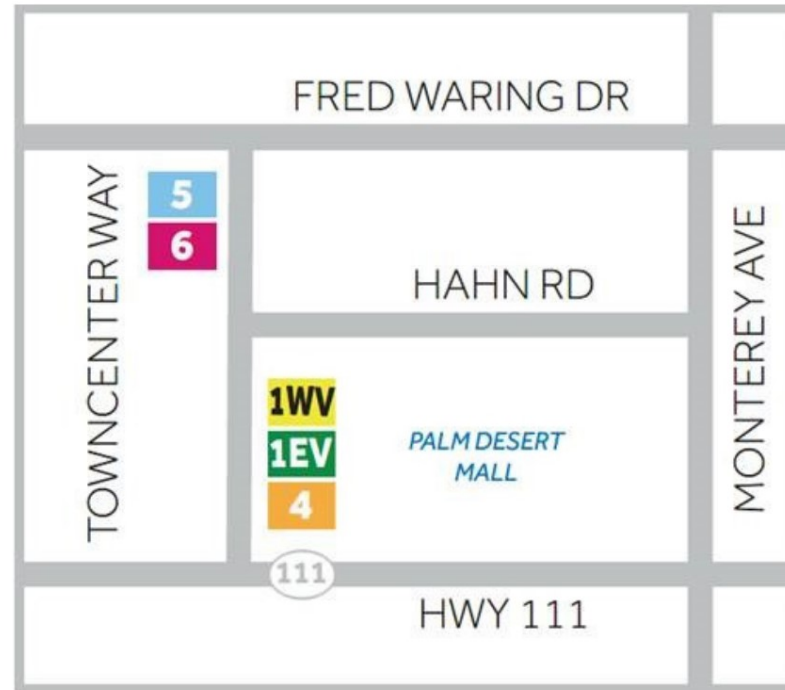 FRED WARING DR
TOWNCENTER WAY
5
6
HAHN RD
MONTEREY AVE
1WV
1EV
4
PALM DESERT
MALL
111
HWY 111